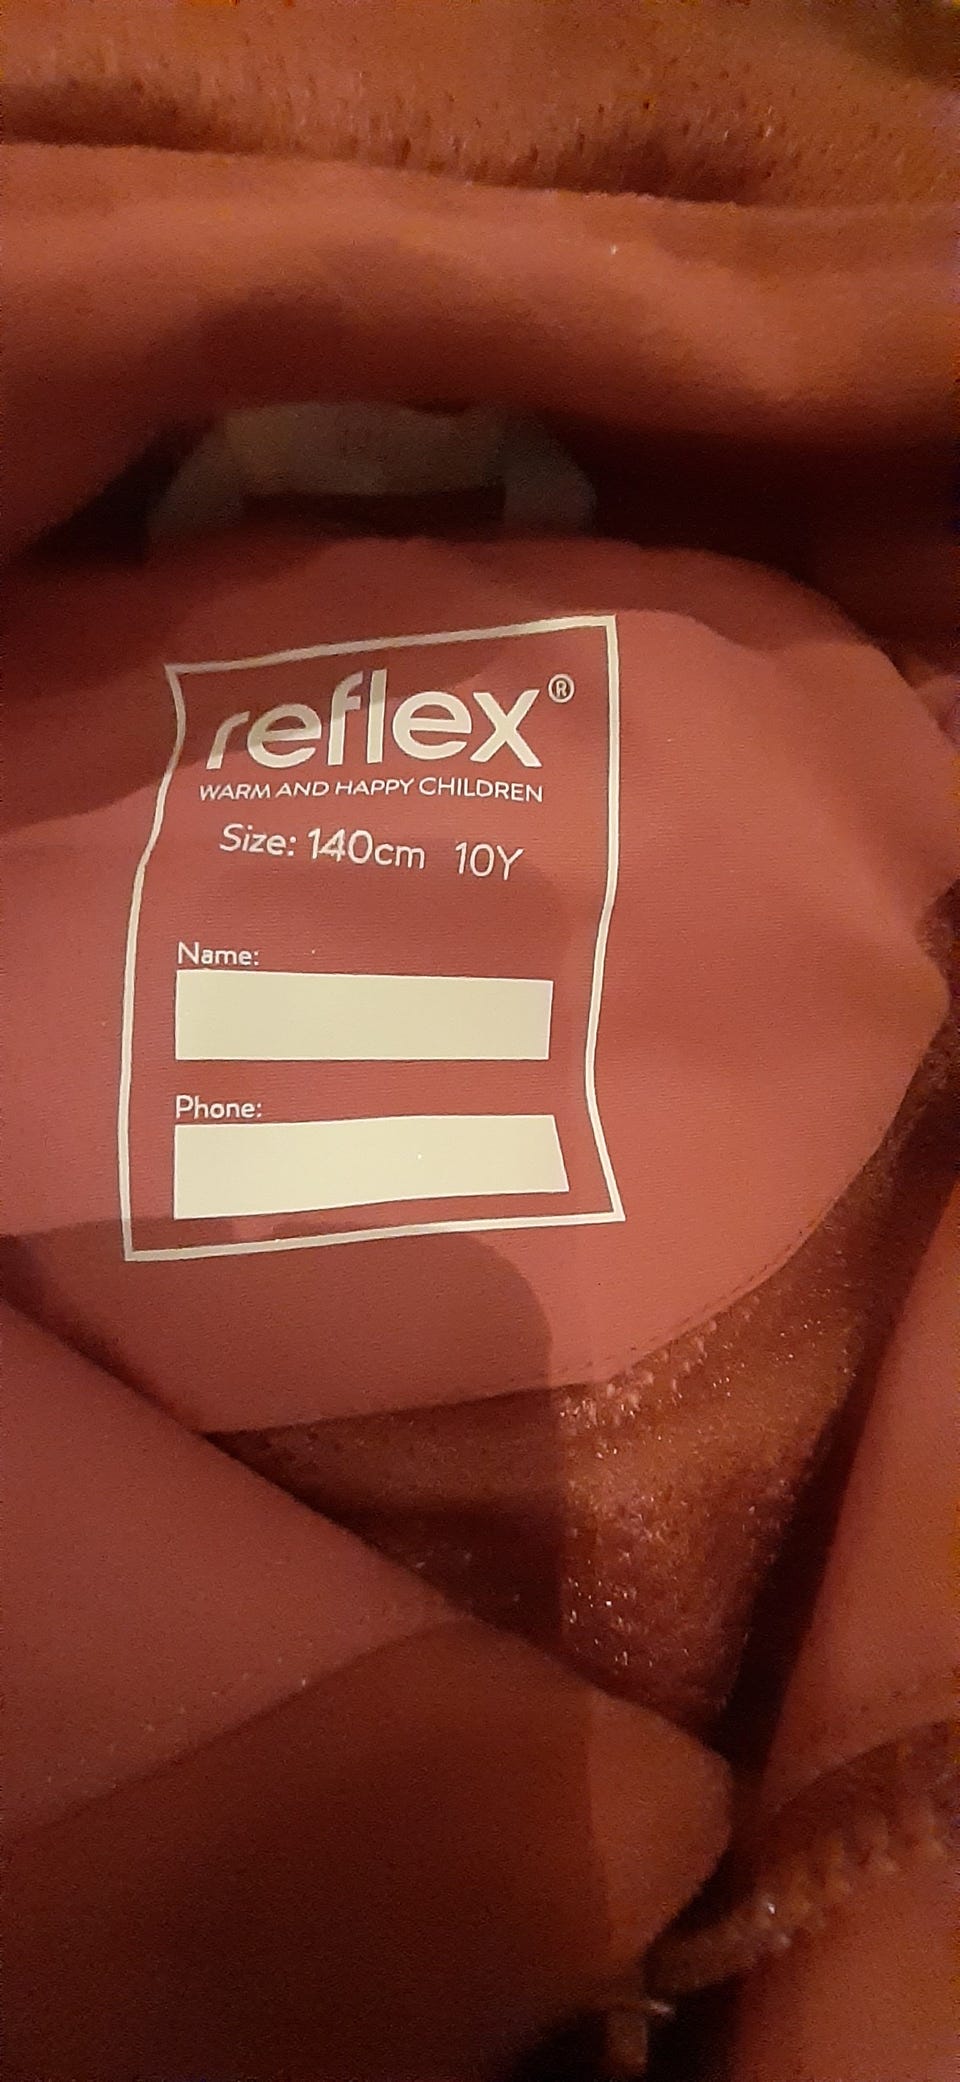 reflex®
WARM AND HAPPY CHILDREN
Size: 140cm 10Y
Name:
Phone: